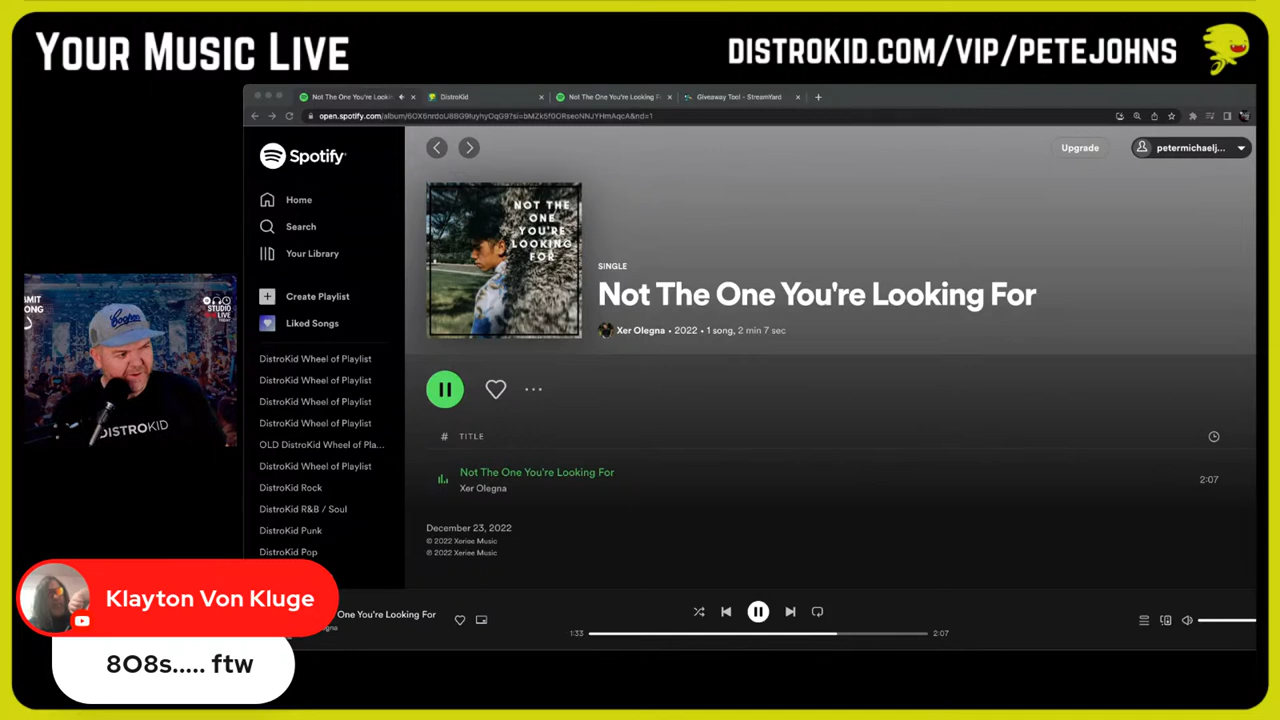 YOUR MUSIC LIVE
DISTROKID.COM/VIP/PETEJOHNS
Not The One You're Lookin
DistroKid
Not The One You're Looking F
Giveaway Tool - StreamYard
Spotify
Upgrade
petermichaelj...
Home
Search
Your Library
Create Playlist
Liked Songs
DistroKid Wheel of Playlist
DistroKid Wheel of Playlist
DistroKid Wheel of Playlist
DistroKid Wheel of Playlist
OLD DistroKid Wheel of Pla...
DistroKid Wheel of Playlist
DistroKid Rock
DistroKid R&B / Soul
DistroKid Punk
DistroKid Pop
NOT THE
ONE
YOU'RE
LOOKING
FOR
SINGLE
Not The One You're Looking For
Xer Olegna • 2022 • 1 song, 2 min 7 sec
# TITLE
Not The One You're Looking For
Xer Olegna
2:07
December 23, 2022
© 2022 Xeriee Music
℗ 2022 Xeriee Music
STUDIO
LIVE
DISTROKID
Klayton Von Kluge
8O8s..... ftw
One You're Looking For
1:33
2:07